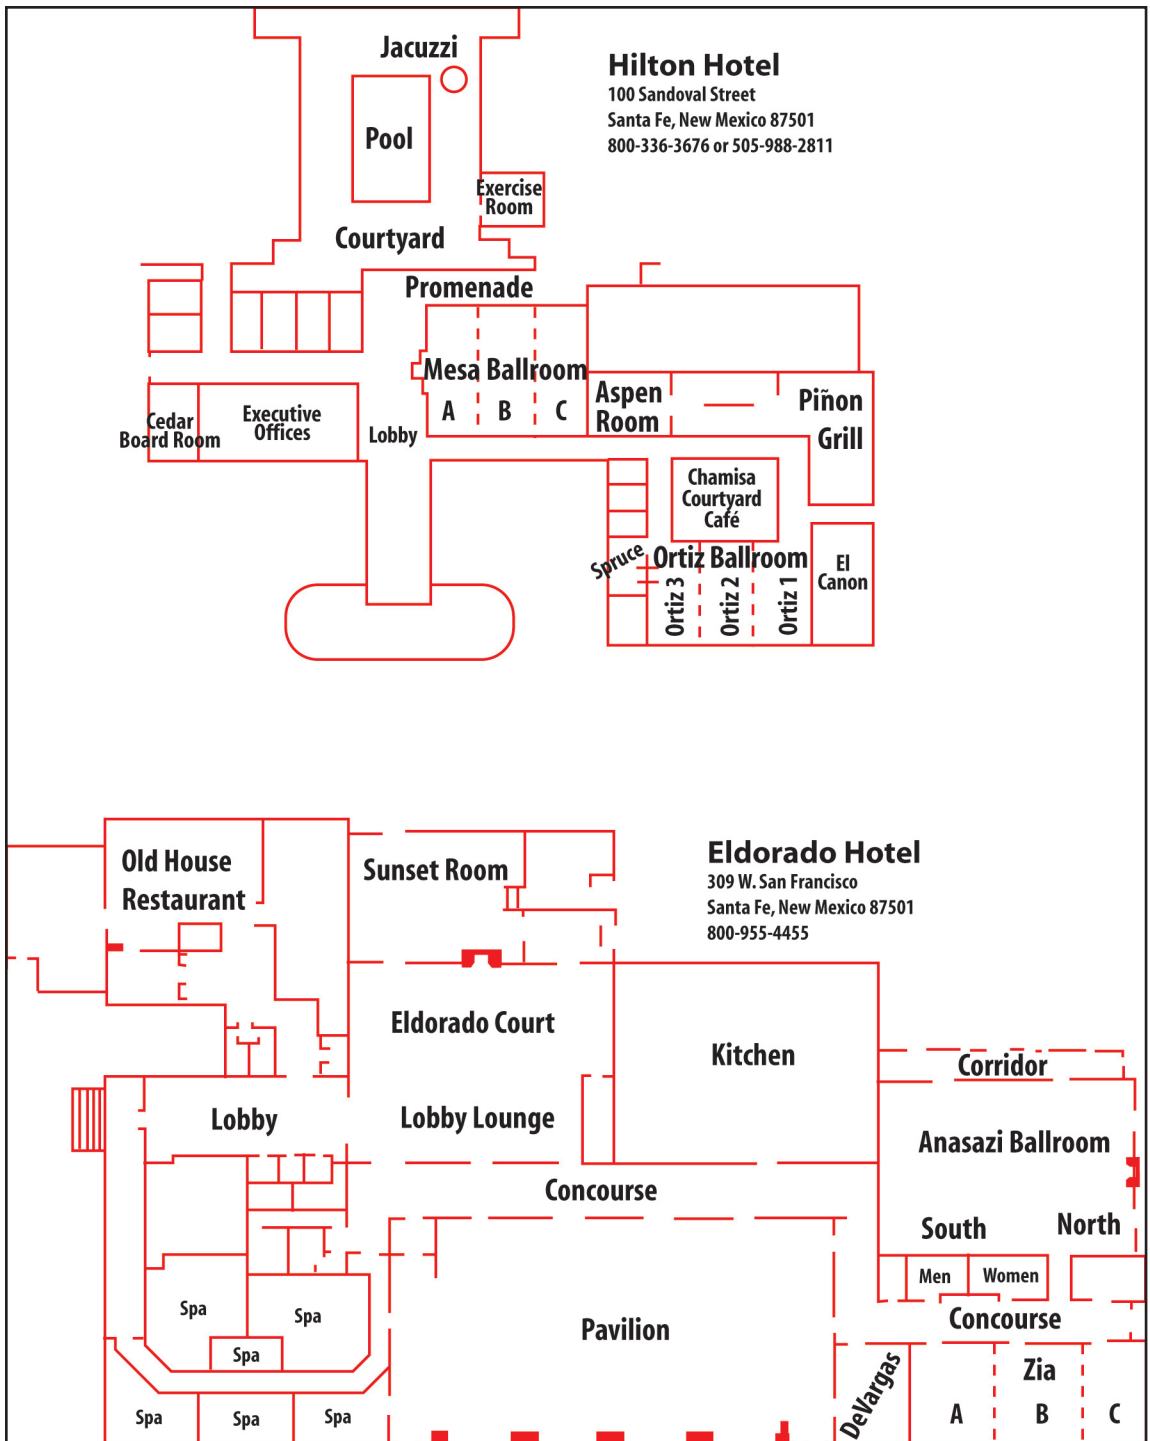 Jacuzzi
Hilton Hotel
100 Sandoval Street
Santa Fe, New Mexico 87501
800-336-3676 or 505-988-2811
Pool
Exercise
Room
Courtyard
Promenade
Mesa Ballroom
A B C
Aspen
Room
Piñon
Grill
Cedar
Board Room
Executive
Offices
Lobby
Chamisa
Courtyard
Café
Spruce
Ortiz Ballroom
Ortiz 3
Ortiz 2
Ortiz 1
El
Canon
Old House
Restaurant
Sunset Room
Eldorado Hotel
309 W. San Francisco
Santa Fe, New Mexico 87501
800-955-4455
Eldorado Court
Kitchen
Corridor
Lobby
Lobby Lounge
Anasazi Ballroom
Concourse
South
North
Men
Women
Spa
Spa
Spa
Pavilion
Concourse
DeVargas
Zia
A B C
Spa
Spa
Spa